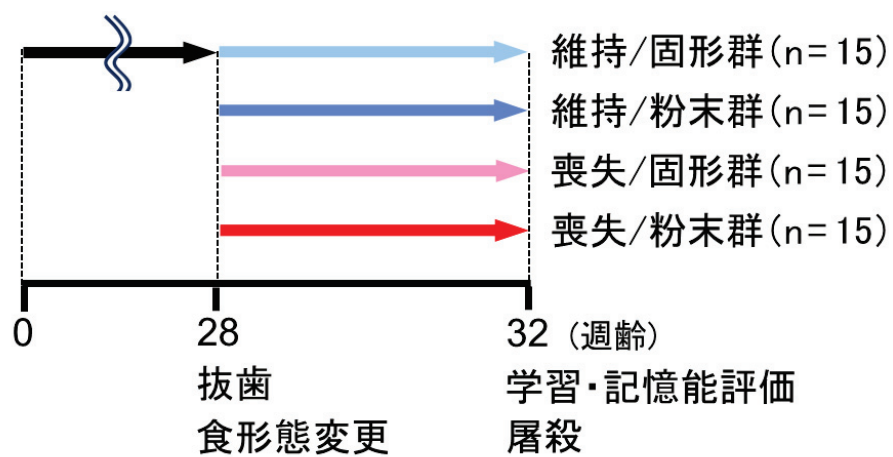 維持/固形群(n=15)
維持/粉末群(n=15)
喪失/固形群(n=15)
喪失/粉末群(n=15)
0 28 32 (週齢)
抜歯 学習・記憶能評価
食形態変更 屠殺